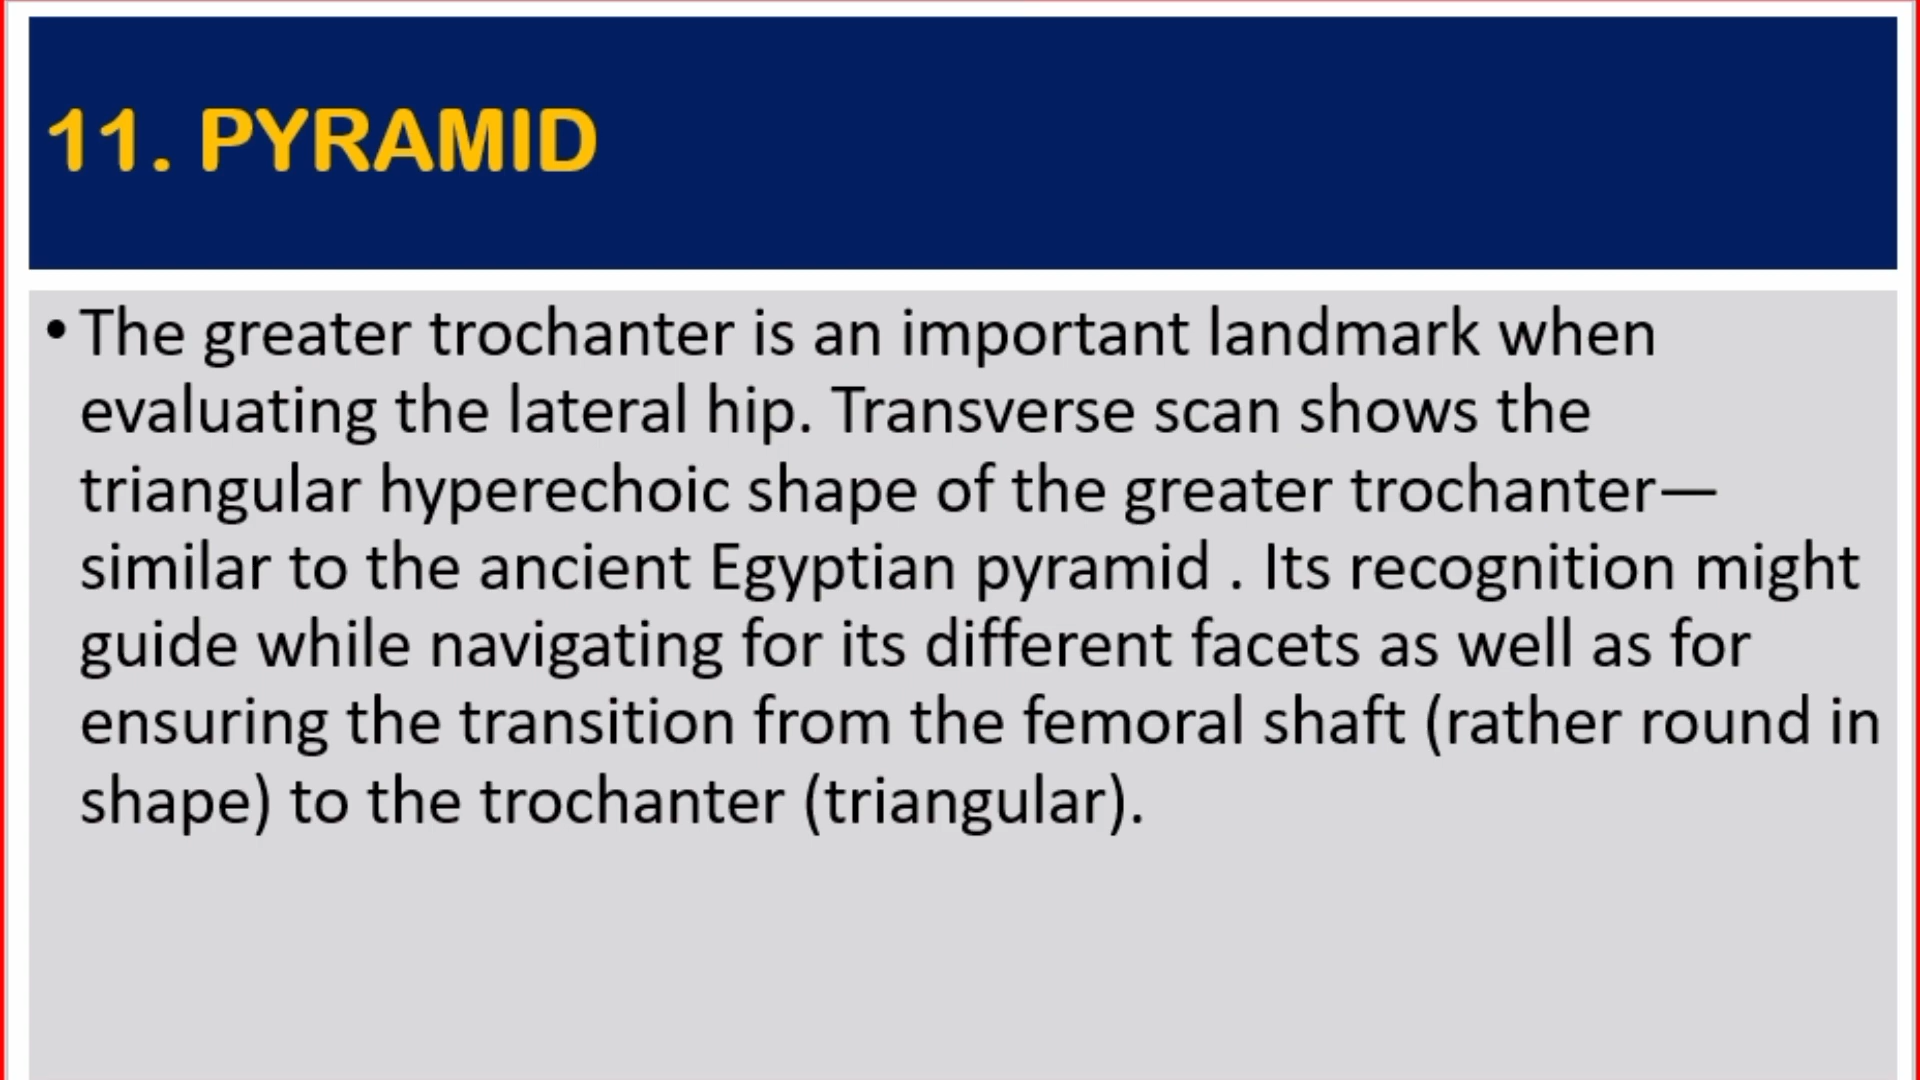 11. PYRAMID
• The greater trochanter is an important landmark when
evaluating the lateral hip. Transverse scan shows the
triangular hyperechoic shape of the greater trochanter—
similar to the ancient Egyptian pyramid . Its recognition might
guide while navigating for its different facets as well as for
ensuring the transition from the femoral shaft (rather round in
shape) to the trochanter (triangular).